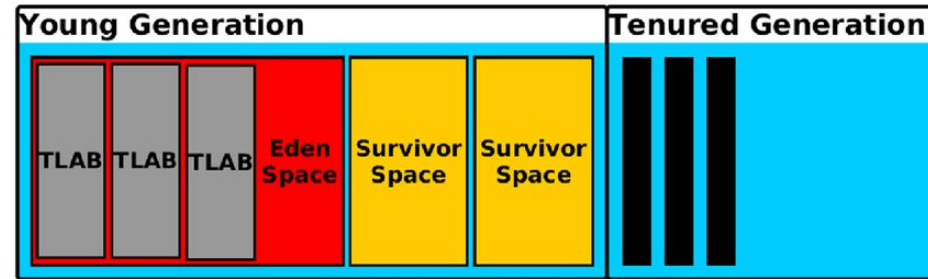 Young Generation
Tenured Generation
TLAB
TLAB
TLAB
Eden
Space
Survivor
Space
Survivor
Space